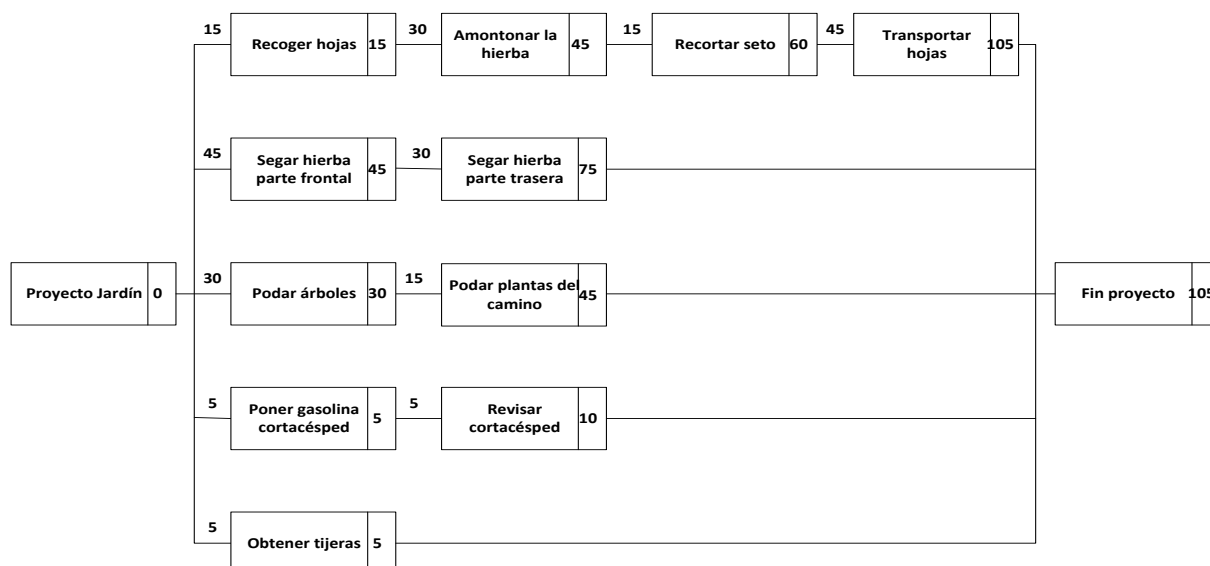 15
30
15
45
Recoger hojas 15
Amontonar la
hierba
45
Recortar seto 60
Transportar
hojas
105
45
30
Segar hierba
parte frontal
45
Segar hierba
parte trasera
75
30
15
Proyecto Jardín 0
Podar árboles 30
Podar plantas del
camino
45
Fin proyecto 105
5
5
Poner gasolina
cortacésped
5
Revisar
cortacésped
10
5
Obtener tijeras 5